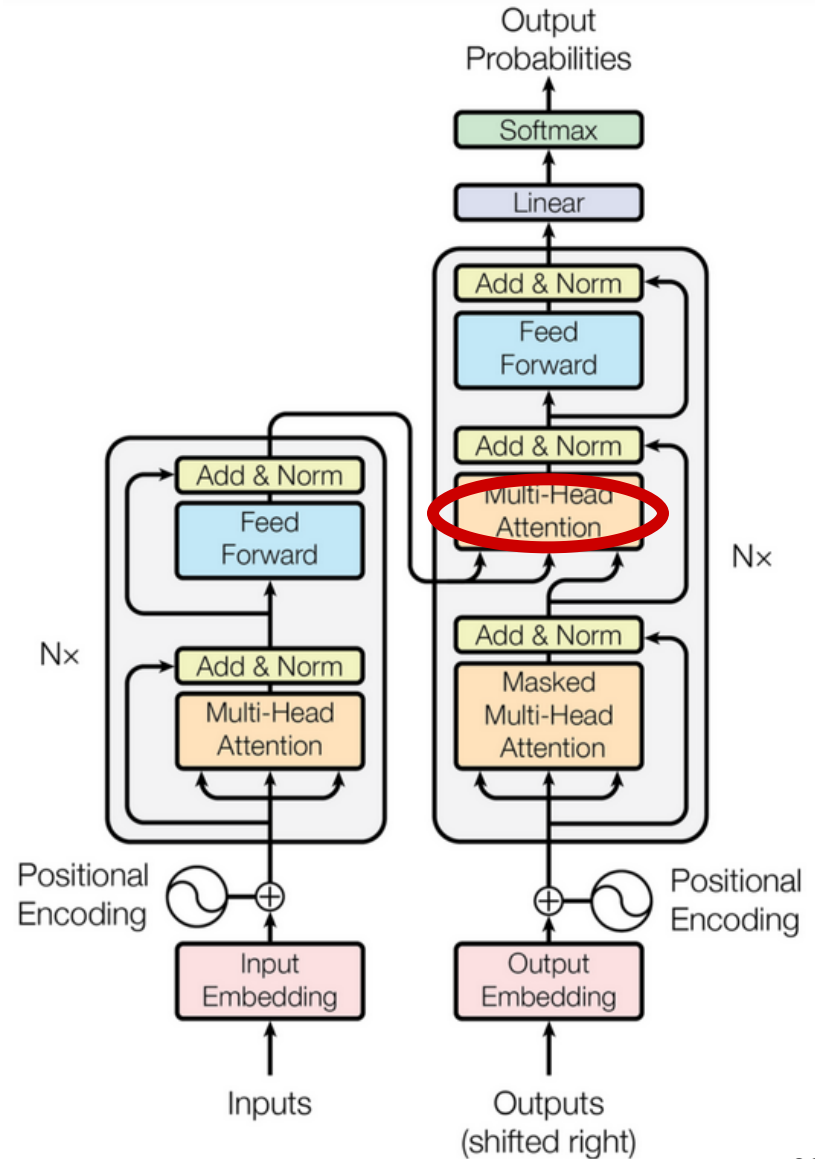 Output
Probabilities
Softmax
Linear
Add & Norm
Feed
Forward
Add & Norm
Multi-Head
Attention
Add & Norm
Masked
Multi-Head
Attention
Nx
Add & Norm
Feed
Forward
Add & Norm
Multi-Head
Attention
Nx
Positional
Encoding
Positional
Encoding
Input
Embedding
Output
Embedding
Inputs
Outputs
(shifted right)